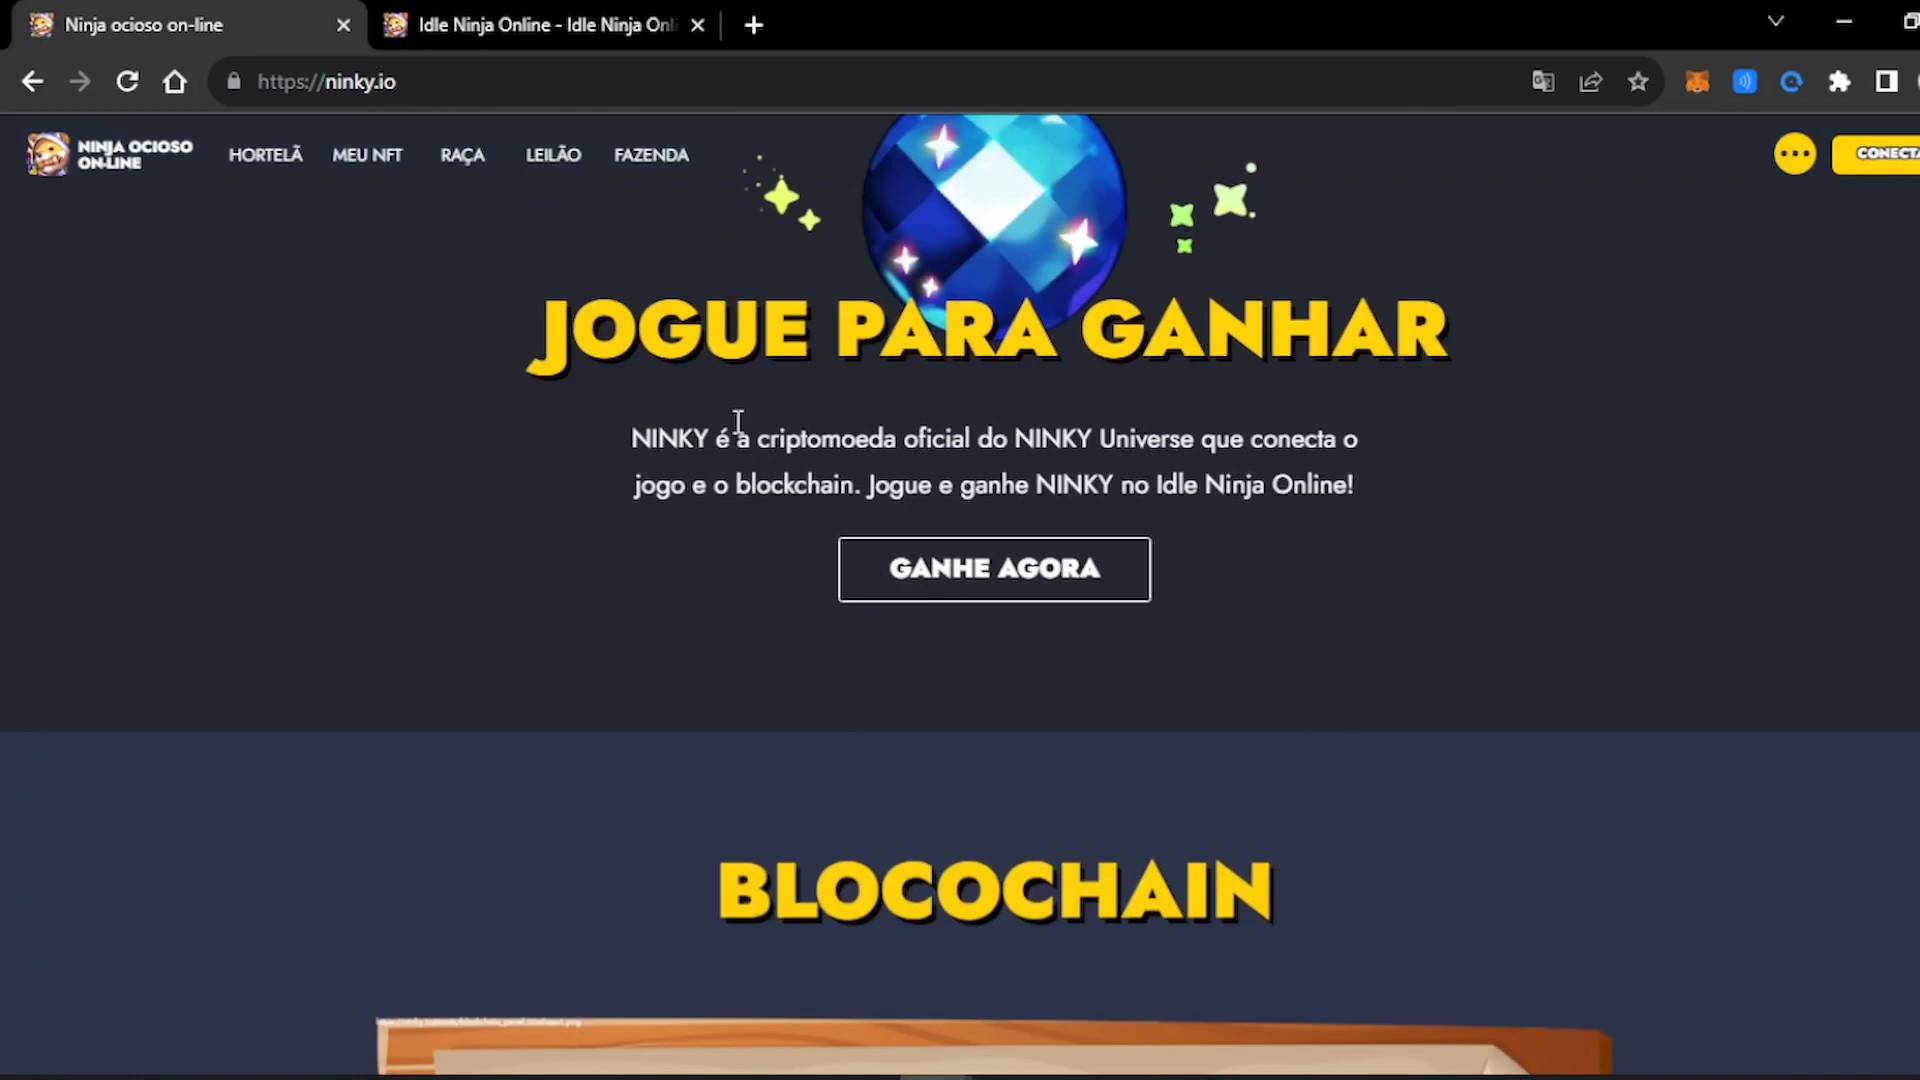 Ninja ocioso on-line
Idle Ninja Online - Idle Ninja Onl
https://ninky.io
NINJA OCIOSO
ON-LINE
HORTELÃ
MEU NFT
RAÇA
LEILÃO
FAZENDA
CONECTA
JOGUE PARA GANHAR
NINKY é a criptomoeda oficial do NINKY Universe que conecta o
jogo e o blockchain. Jogue e ganhe NINKY no Idle Ninja Online!
GANHE AGORA
BLOCOCHAIN